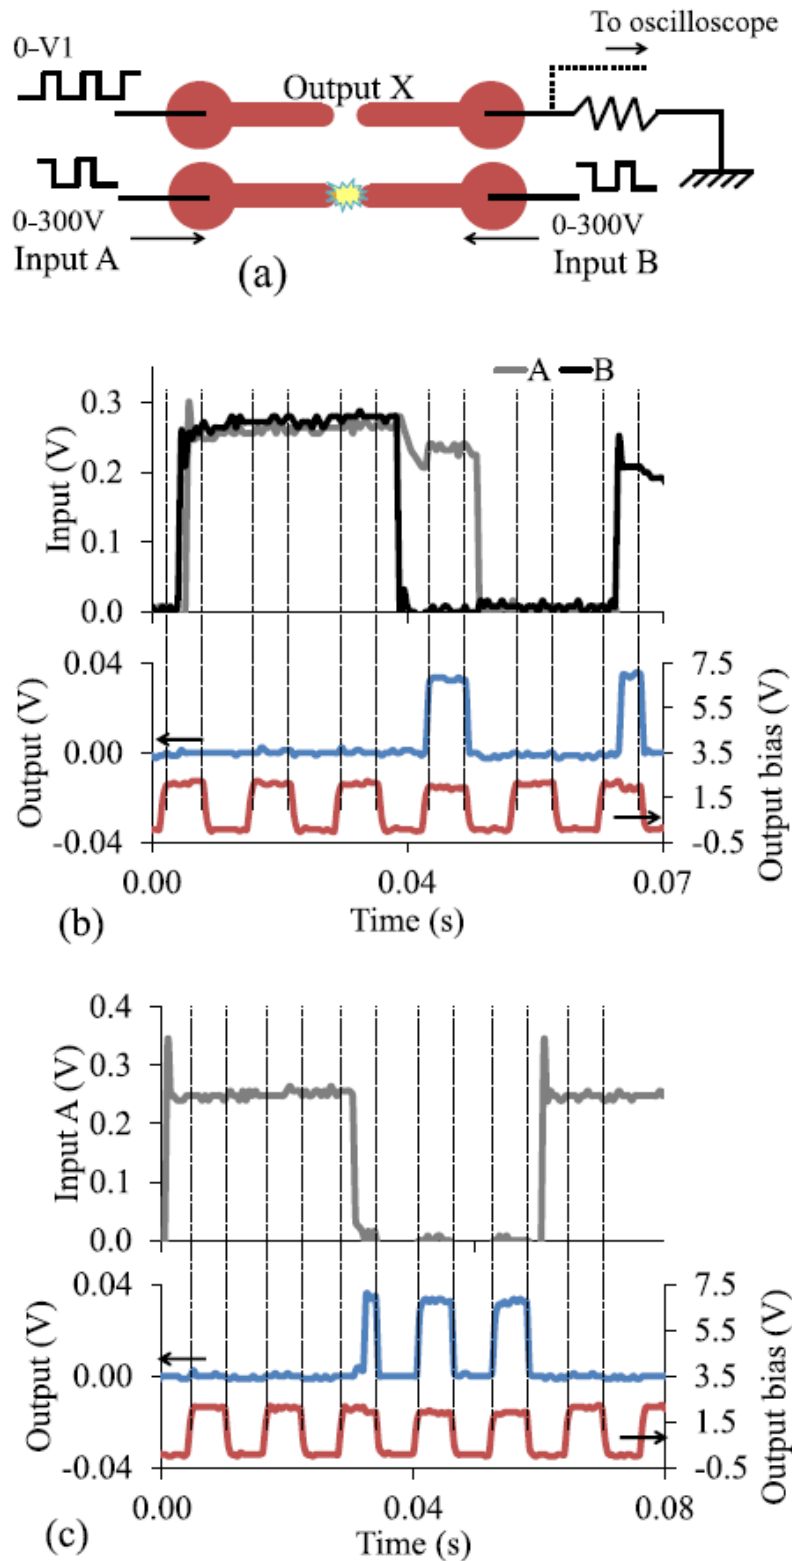 To oscilloscope
0-V1
Output X
0-300V
0-300V
Input A
Input B
(a)
A B
0.3
0.2
0.1
0.0
Input (V)
0.04
0.00
-0.04
Output (V)
7.5
5.5
3.5
1.5
-0.5
Output bias (V)
0.00 0.04 0.07
Time (s)
(b)
0.4
0.3
0.2
0.1
0.0
Input A (V)
0.04
0.00
-0.04
Output (V)
7.5
5.5
3.5
1.5
-0.5
Output bias (V)
0.00 0.04 0.08
Time (s)
(c)